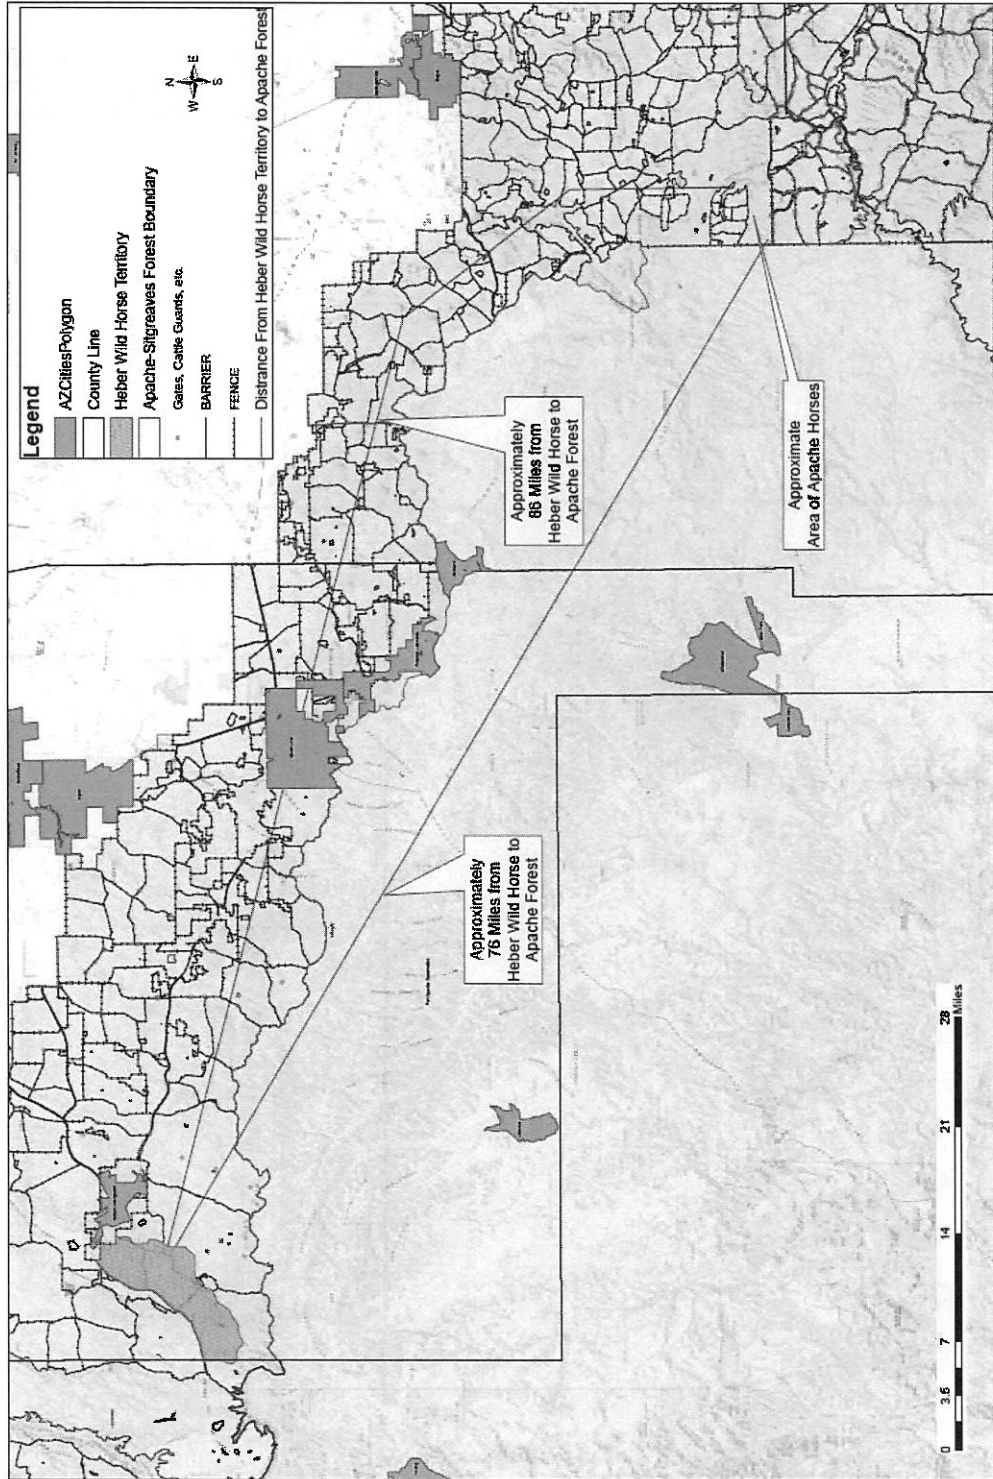 Legend
AZCitiesPolygon
County Line
Heber Wild Horse Territory
Apache-Sitgreaves Forest Boundary
Gates, Cattle Guards, etc.
BARRIER
FENCE
Distrance From Heber Wild Horse Territory to Apache Forest
N
W
E
S
Approximately
86 Miles from
Heber Wild Horse to
Apache Forest
Approximately
76 Miles from
Heber Wild Horse to
Apache Forest
Approximate
Area of Apache Horses
0 3.5 7 14 21 28
Miles